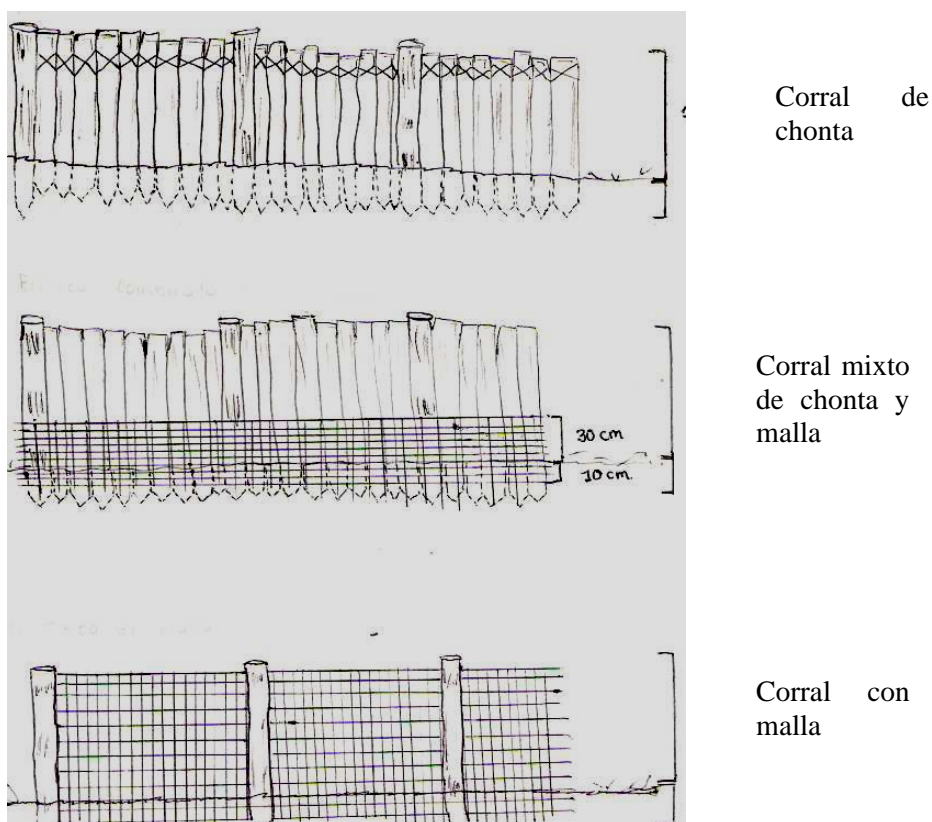 Corral de
chonta
30 cm
10 cm.
Corral mixto
de chonta y
malla
Corral con
malla